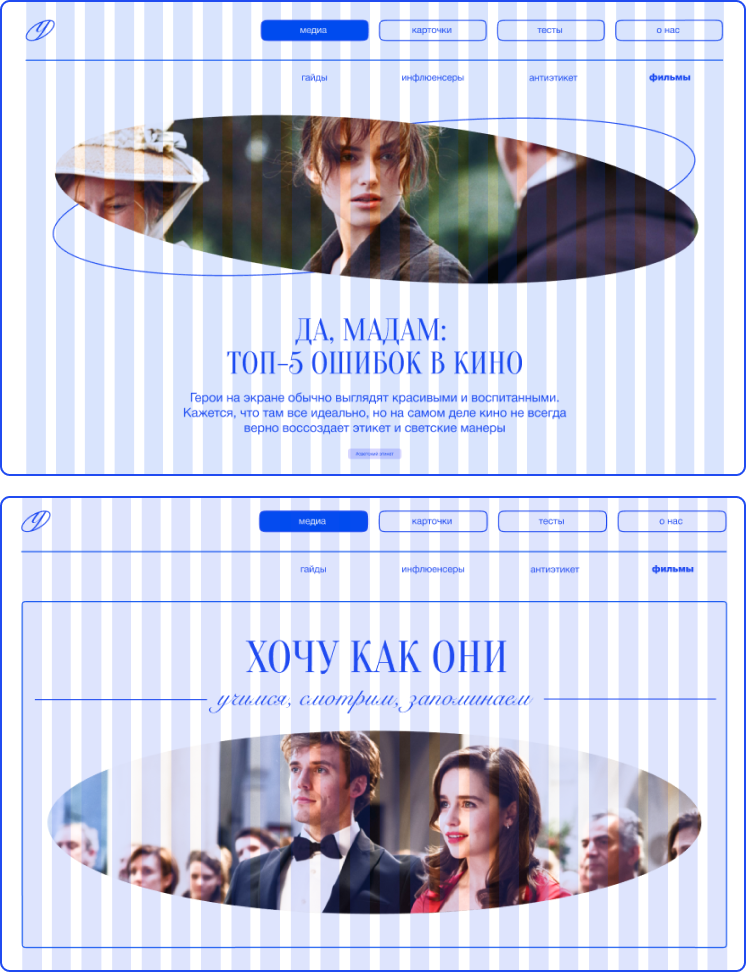 У
медиа карточки тесты о нас
гайды инфлюенсеры антиэтикет фильмы
ДА, МАДАМ:
ТОП–5 ОШИБОК В КИНО
Герои на экране обычно выглядят красивыми и воспитанными.
Кажется, что там все идеально, но на самом деле кино не всегда
верно воссоздает этикет и светские манеры
У
медиа карточки тесты о нас
гайды инфлюенсеры антиэтикет фильмы
ХОЧУ КАК ОНИ
учимся, смотрим, запоминаем